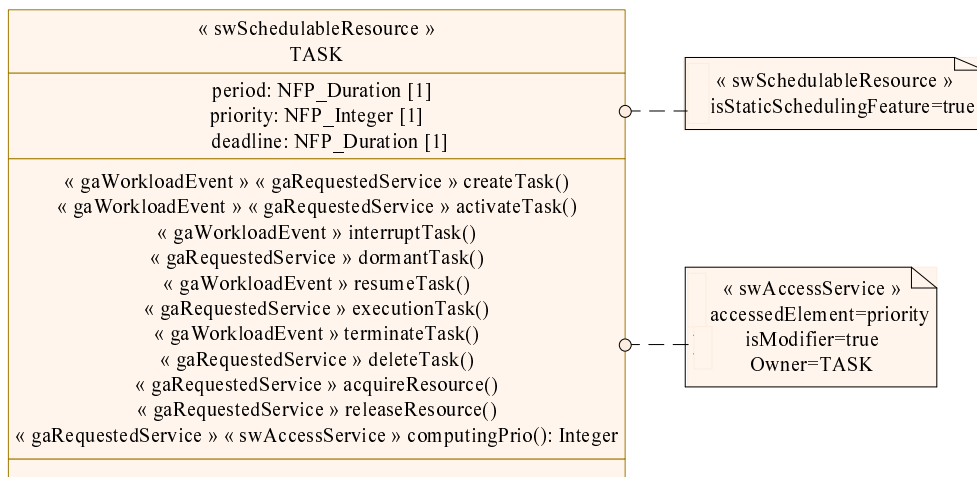 « swSchedulableResource »
TASK
period: NFP_Duration [1]
priority: NFP_Integer [1]
deadline: NFP_Duration [1]
« gaWorkloadEvent » « gaRequestedService » createTask()
« gaWorkloadEvent » « gaRequestedService » activateTask()
« gaWorkloadEvent » interruptTask()
« gaRequestedService » dormantTask()
« gaWorkloadEvent » resumeTask()
« gaRequestedService » executionTask()
« gaWorkloadEvent » terminateTask()
« gaRequestedService » deleteTask()
« gaRequestedService » acquireResource()
« gaRequestedService » releaseResource()
« gaRequestedService » « swAccessService » computingPrio(): Integer
« swSchedulableResource »
isStaticSchedulingFeature=true
« swAccessService »
accessedElement=priority
isModifier=true
Owner=TASK